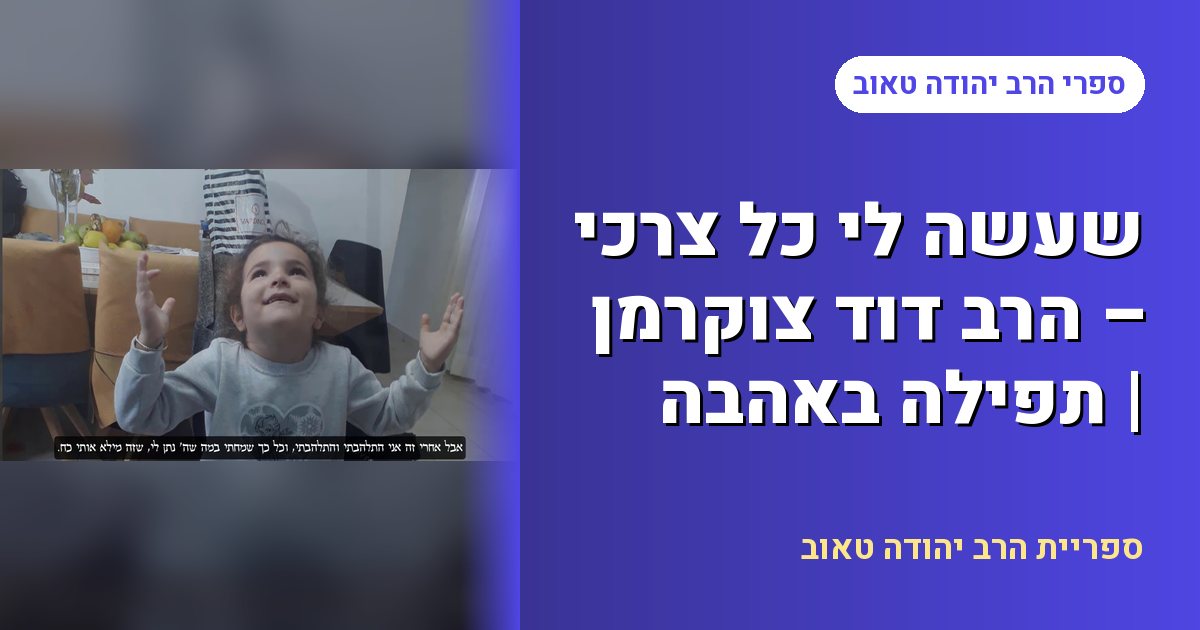 ספרי הרב יהודה טאוב
שעשה לי כל צרכי
– הרב דוד צוקרמן
| תפילה באהבה
ספריית הרב יהודה טאוב
אבל אחרי זה אני התלהבתי והתלהבתי, וכל כך שמחתי במה שה' נתן לי, שזה מילא אותי כח.